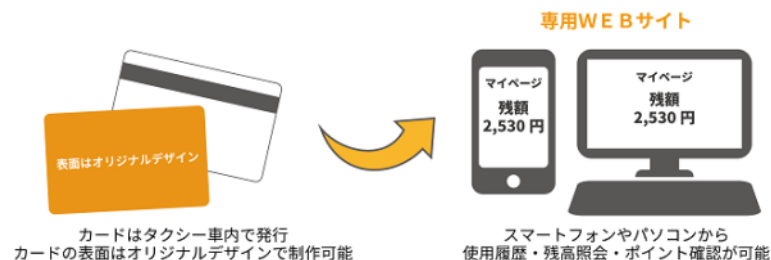 専用ＷＥＢサイト
表面はオリジナルデザイン
マイページ
残額
2,530 円
マイページ
残額
2,530 円
カードはタクシー車内で発行
カードの表面はオリジナルデザインで制作可能
スマートフォンやパソコンから
使用履歴・残高照会・ポイント確認が可能